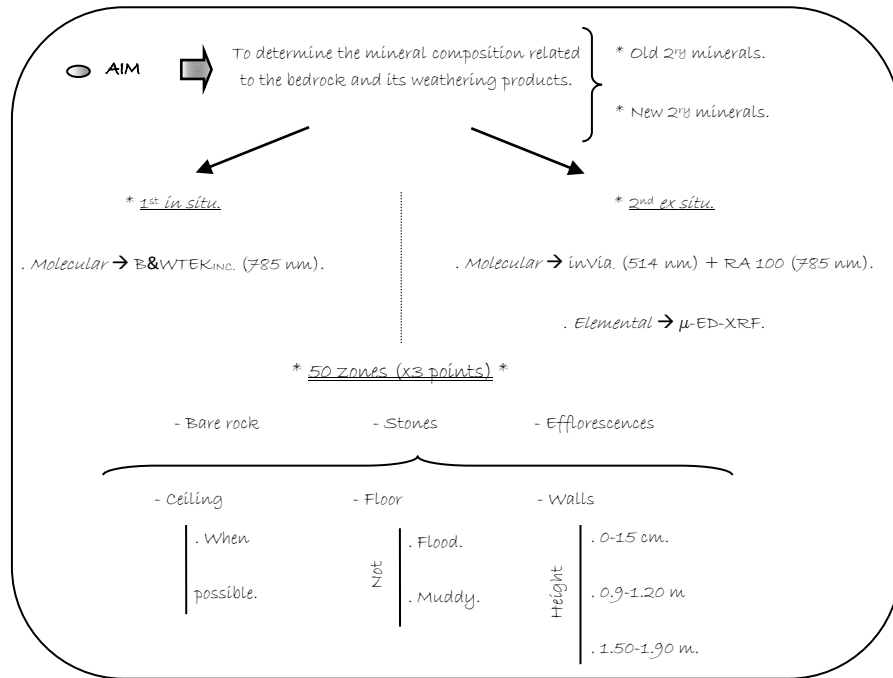 AIM
To determine the mineral composition related
to the bedrock and its weathering products.
* Old 2ry minerals.
* New 2ry minerals.
* 1st in situ.
* 2nd ex situ.
. Molecular → B&WTEK INC. (785 nm).
. Molecular → inVia. (514 nm) + RA 100 (785 nm).
. Elemental → µ-ED-XRF.
* 50 zones (x3 points) *
- Bare rock
- Stones
- Efflorescences
- Ceiling
- Floor
- Walls
. When
possible.
Not
. Flood.
. Muddy.
Height
. 0-15 cm.
. 0.9-1.20 m
. 1.50-1.90 m.